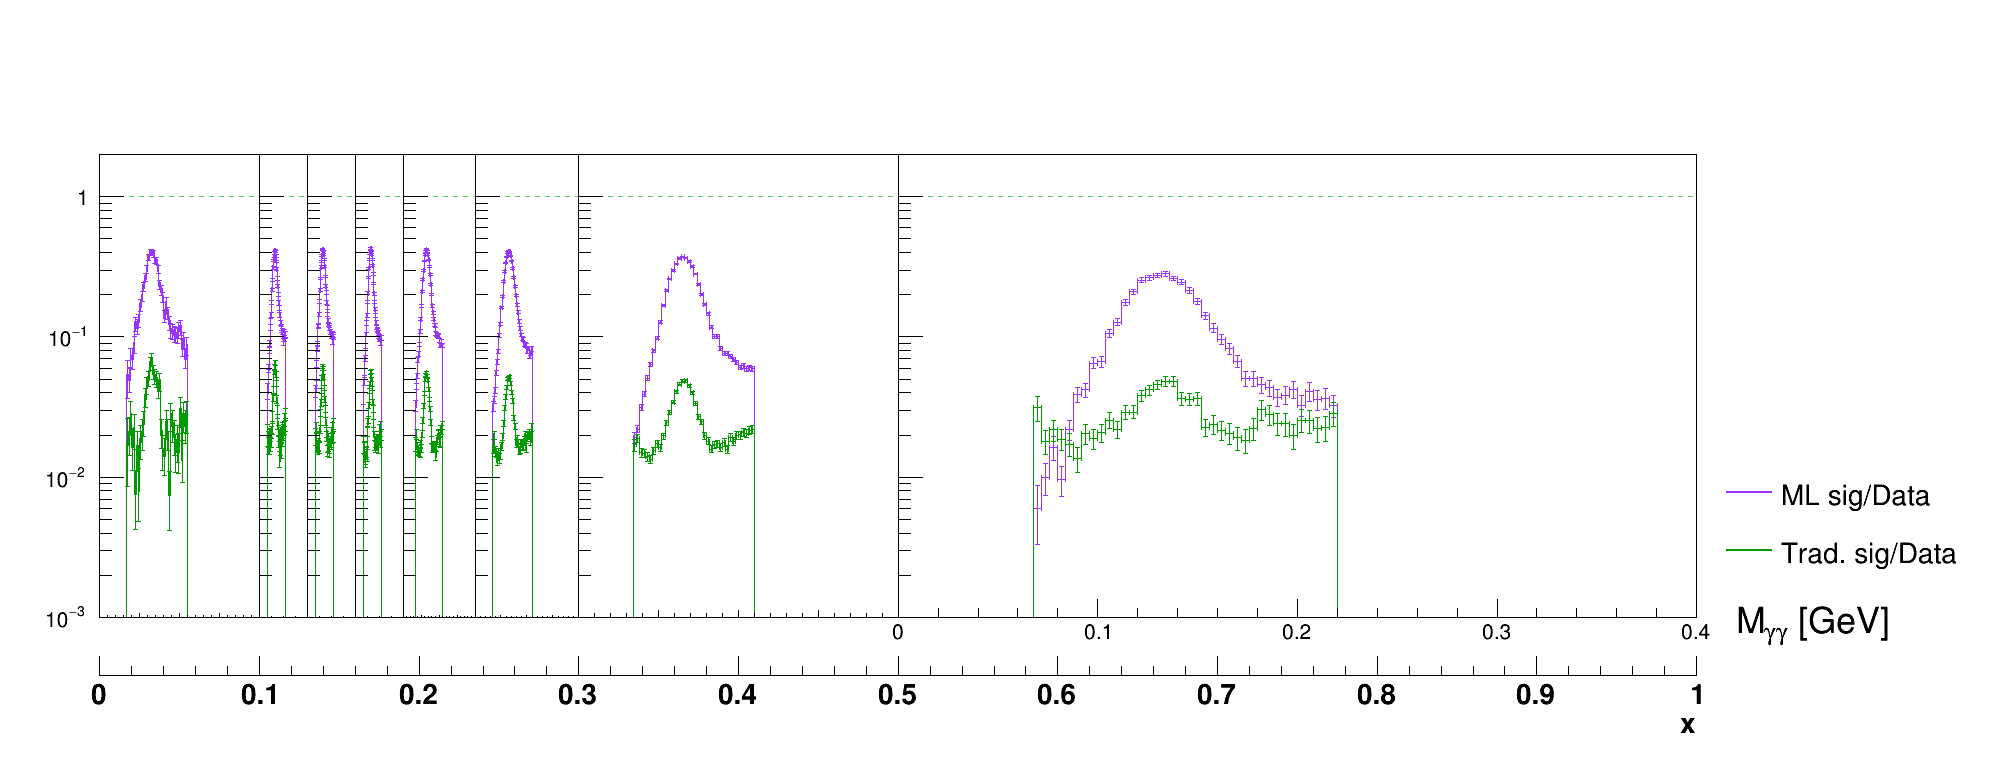 1
10⁻¹
10⁻²
10⁻³
ML sig/Data
Trad. sig/Data
0 0.1 0.2 0.3 0.4
Mγγ [GeV]
0 0.1 0.2 0.3 0.4 0.5 0.6 0.7 0.8 0.9 1
x